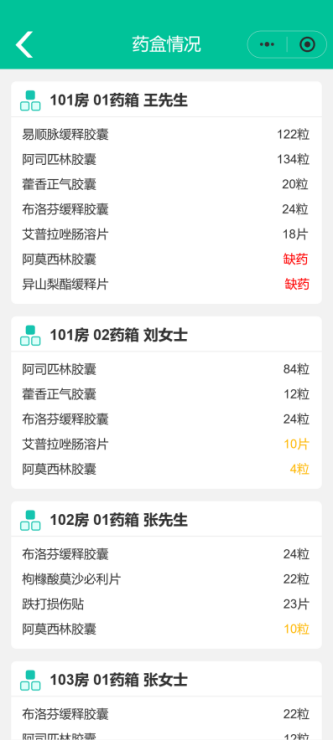 药盒情况
101房 01药箱 王先生
易顺脉缓释胶囊 122粒
阿司匹林胶囊 134粒
藿香正气胶囊 20粒
布洛芬缓释胶囊 24粒
艾普拉唑肠溶片 18片
阿莫西林胶囊 缺药
异山梨酯缓释片 缺药
101房 02药箱 刘女士
阿司匹林胶囊 84粒
藿香正气胶囊 12粒
布洛芬缓释胶囊 24粒
艾普拉唑肠溶片 10片
阿莫西林胶囊 4粒
102房 01药箱 张先生
布洛芬缓释胶囊 24粒
枸橼酸莫沙必利片 22粒
跌打损伤贴 23片
阿莫西林胶囊 10粒
103房 01药箱 张女士
布洛芬缓释胶囊 22粒
阿司匹林胶囊 12粒